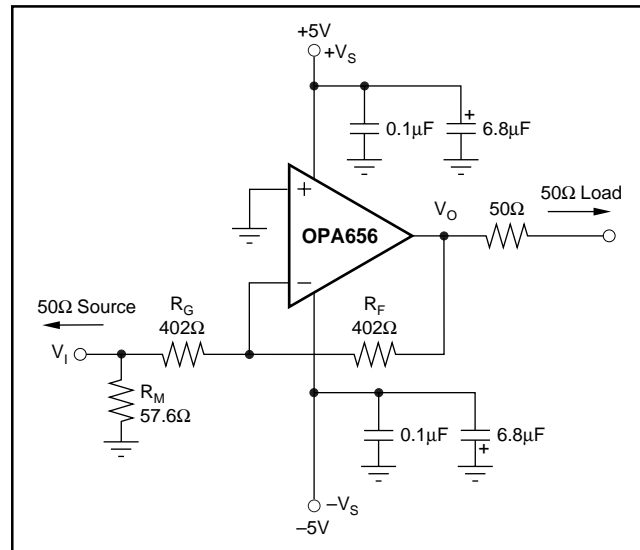 +5V
+V_S
0.1μF
6.8μF
+
+
OPA656
−
V_O
50Ω
50Ω Load
50Ω Source
R_G
402Ω
R_F
402Ω
V_I
R_M
57.6Ω
0.1μF
6.8μF
+
−V_S
−5V